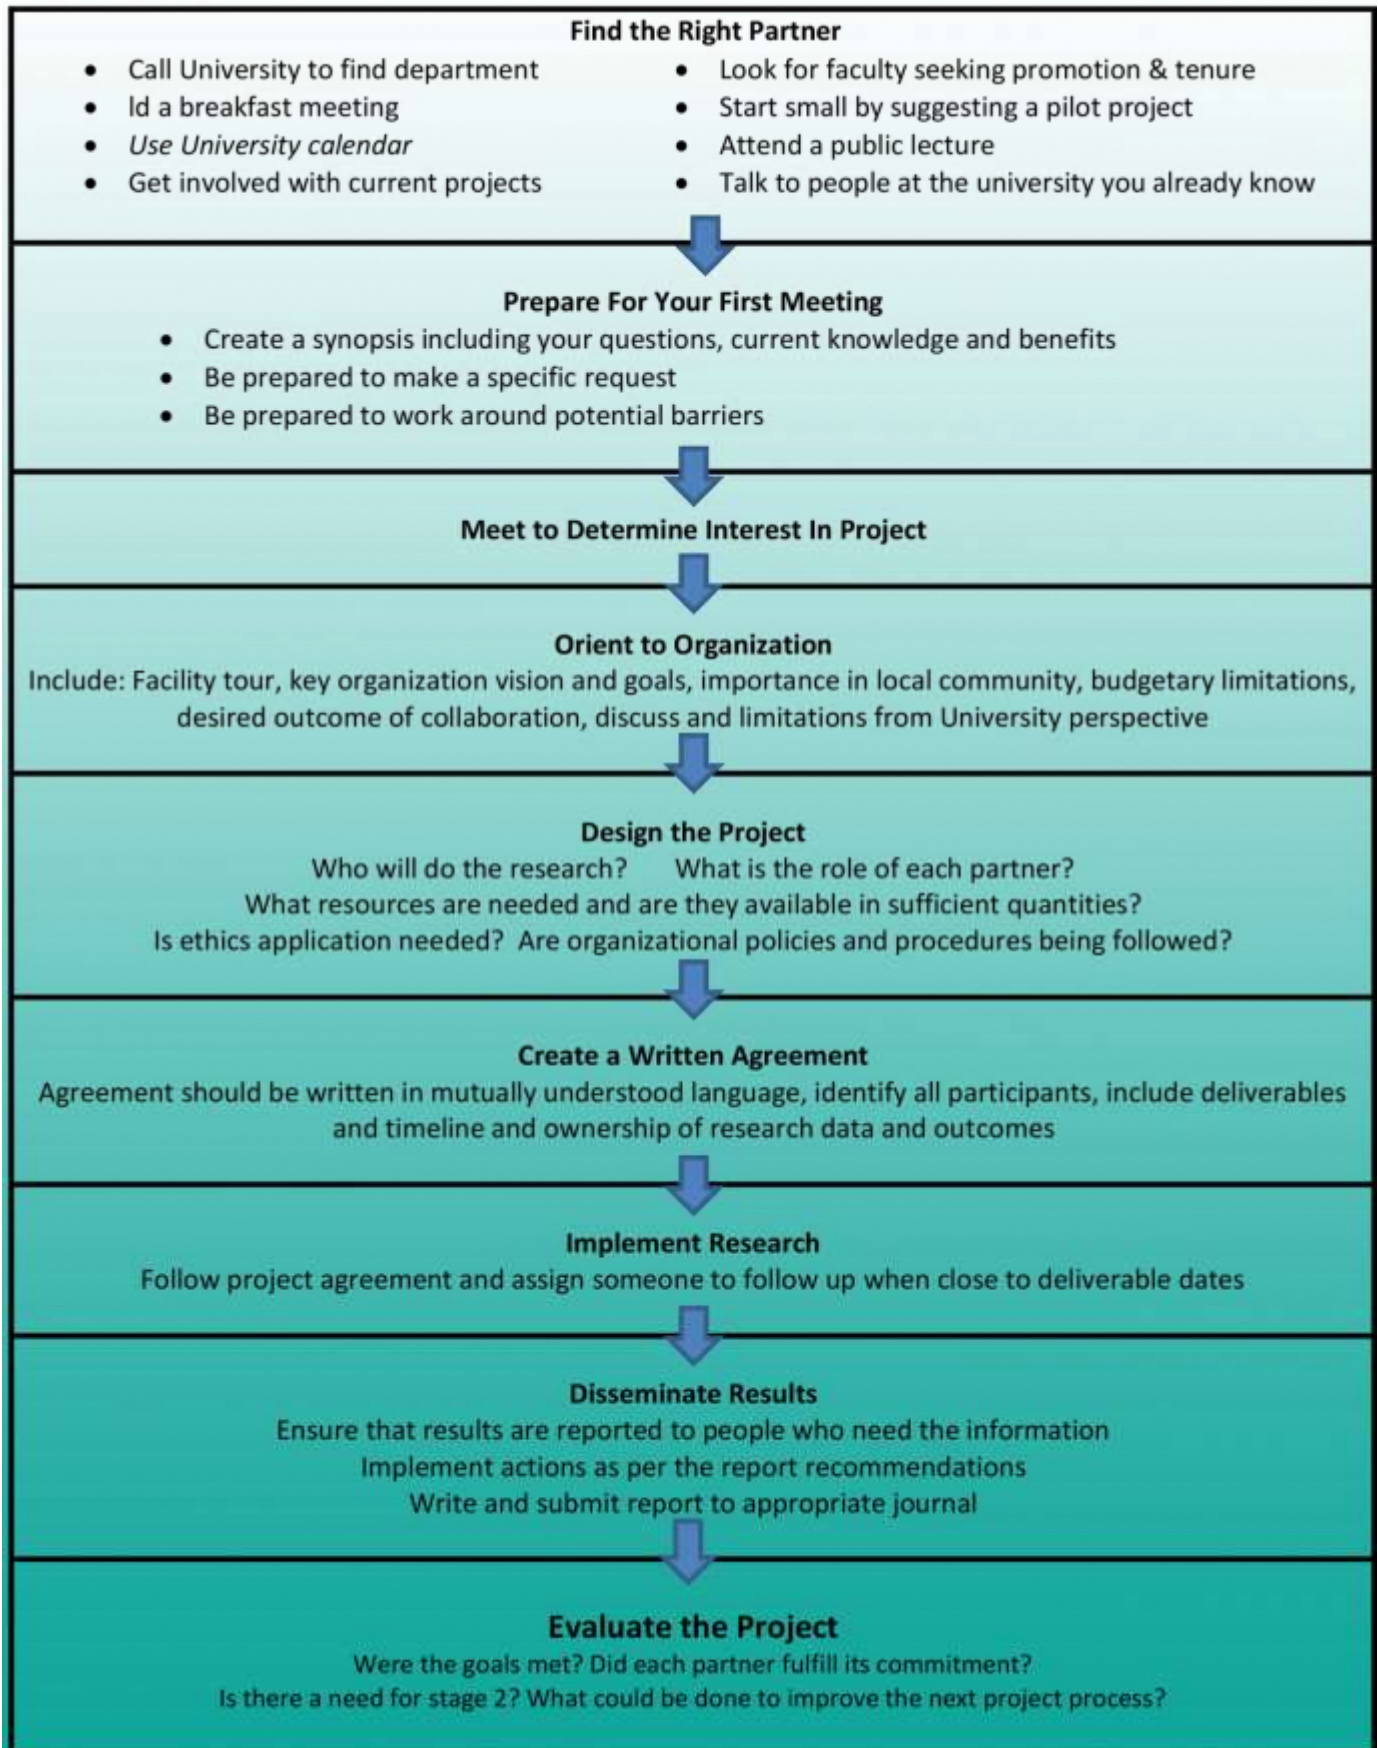 Find the Right Partner
• Call University to find department
• ld a breakfast meeting
• Use University calendar
• Get involved with current projects
• Look for faculty seeking promotion & tenure
• Start small by suggesting a pilot project
• Attend a public lecture
• Talk to people at the university you already know
Prepare For Your First Meeting
• Create a synopsis including your questions, current knowledge and benefits
• Be prepared to make a specific request
• Be prepared to work around potential barriers
Meet to Determine Interest In Project
Orient to Organization
Include: Facility tour, key organization vision and goals, importance in local community, budgetary limitations,
desired outcome of collaboration, discuss and limitations from University perspective
Design the Project
Who will do the research? What is the role of each partner?
What resources are needed and are they available in sufficient quantities?
Is ethics application needed? Are organizational policies and procedures being followed?
Create a Written Agreement
Agreement should be written in mutually understood language, identify all participants, include deliverables
and timeline and ownership of research data and outcomes
Implement Research
Follow project agreement and assign someone to follow up when close to deliverable dates
Disseminate Results
Ensure that results are reported to people who need the information
Implement actions as per the report recommendations
Write and submit report to appropriate journal
Evaluate the Project
Were the goals met? Did each partner fulfill its commitment?
Is there a need for stage 2? What could be done to improve the next project process?